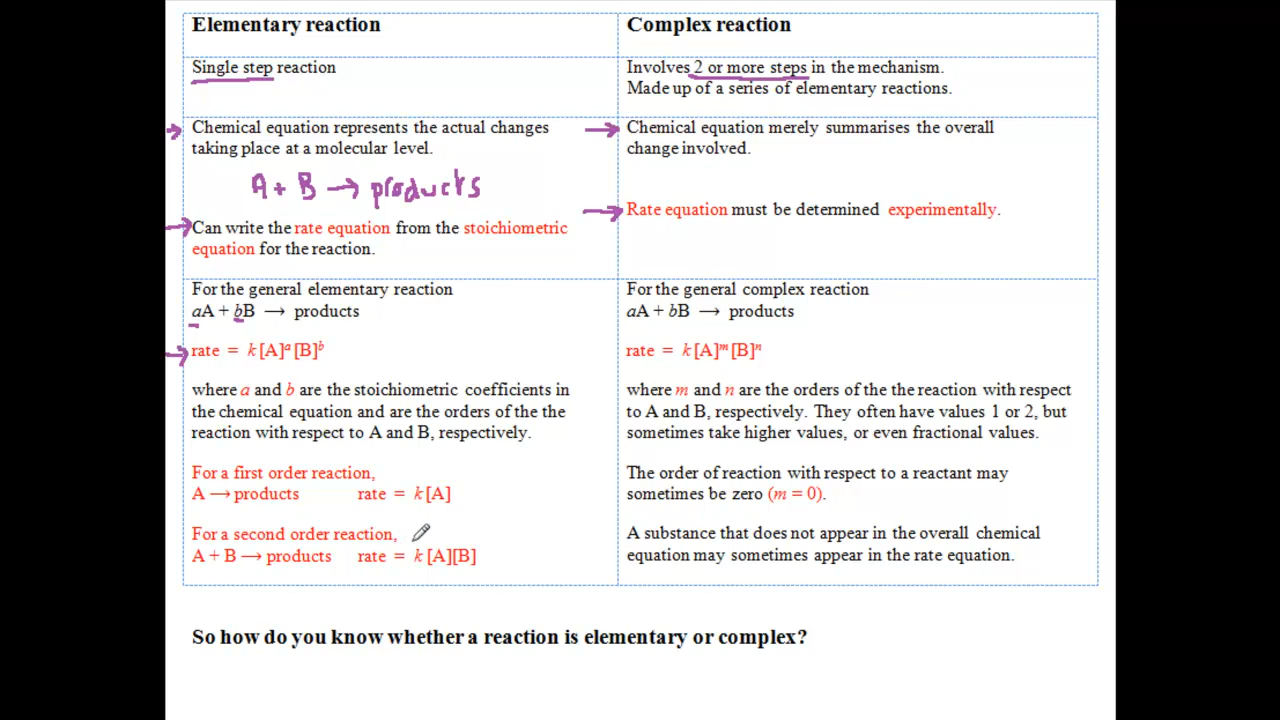 Elementary reaction
Complex reaction
Single step reaction
Involves 2 or more steps in the mechanism.
Made up of a series of elementary reactions.
Chemical equation represents the actual changes
taking place at a molecular level.
A + B → products
Can write the rate equation from the stoichiometric
equation for the reaction.
Chemical equation merely summarises the overall
change involved.
Rate equation must be determined experimentally.
For the general elementary reaction
aA + bB → products
rate = k [A]ᵃ [B]ᵇ
where a and b are the stoichiometric coefficients in
the chemical equation and are the orders of the the
reaction with respect to A and B, respectively.
For a first order reaction,
A → products rate = k [A]
For a second order reaction,
A + B → products rate = k [A][B]
For the general complex reaction
aA + bB → products
rate = k [A]ᵐ [B]ⁿ
where m and n are the orders of the the reaction with respect
to A and B, respectively. They often have values 1 or 2, but
sometimes take higher values, or even fractional values.
The order of reaction with respect to a reactant may
sometimes be zero (m = 0).
A substance that does not appear in the overall chemical
equation may sometimes appear in the rate equation.
So how do you know whether a reaction is elementary or complex?